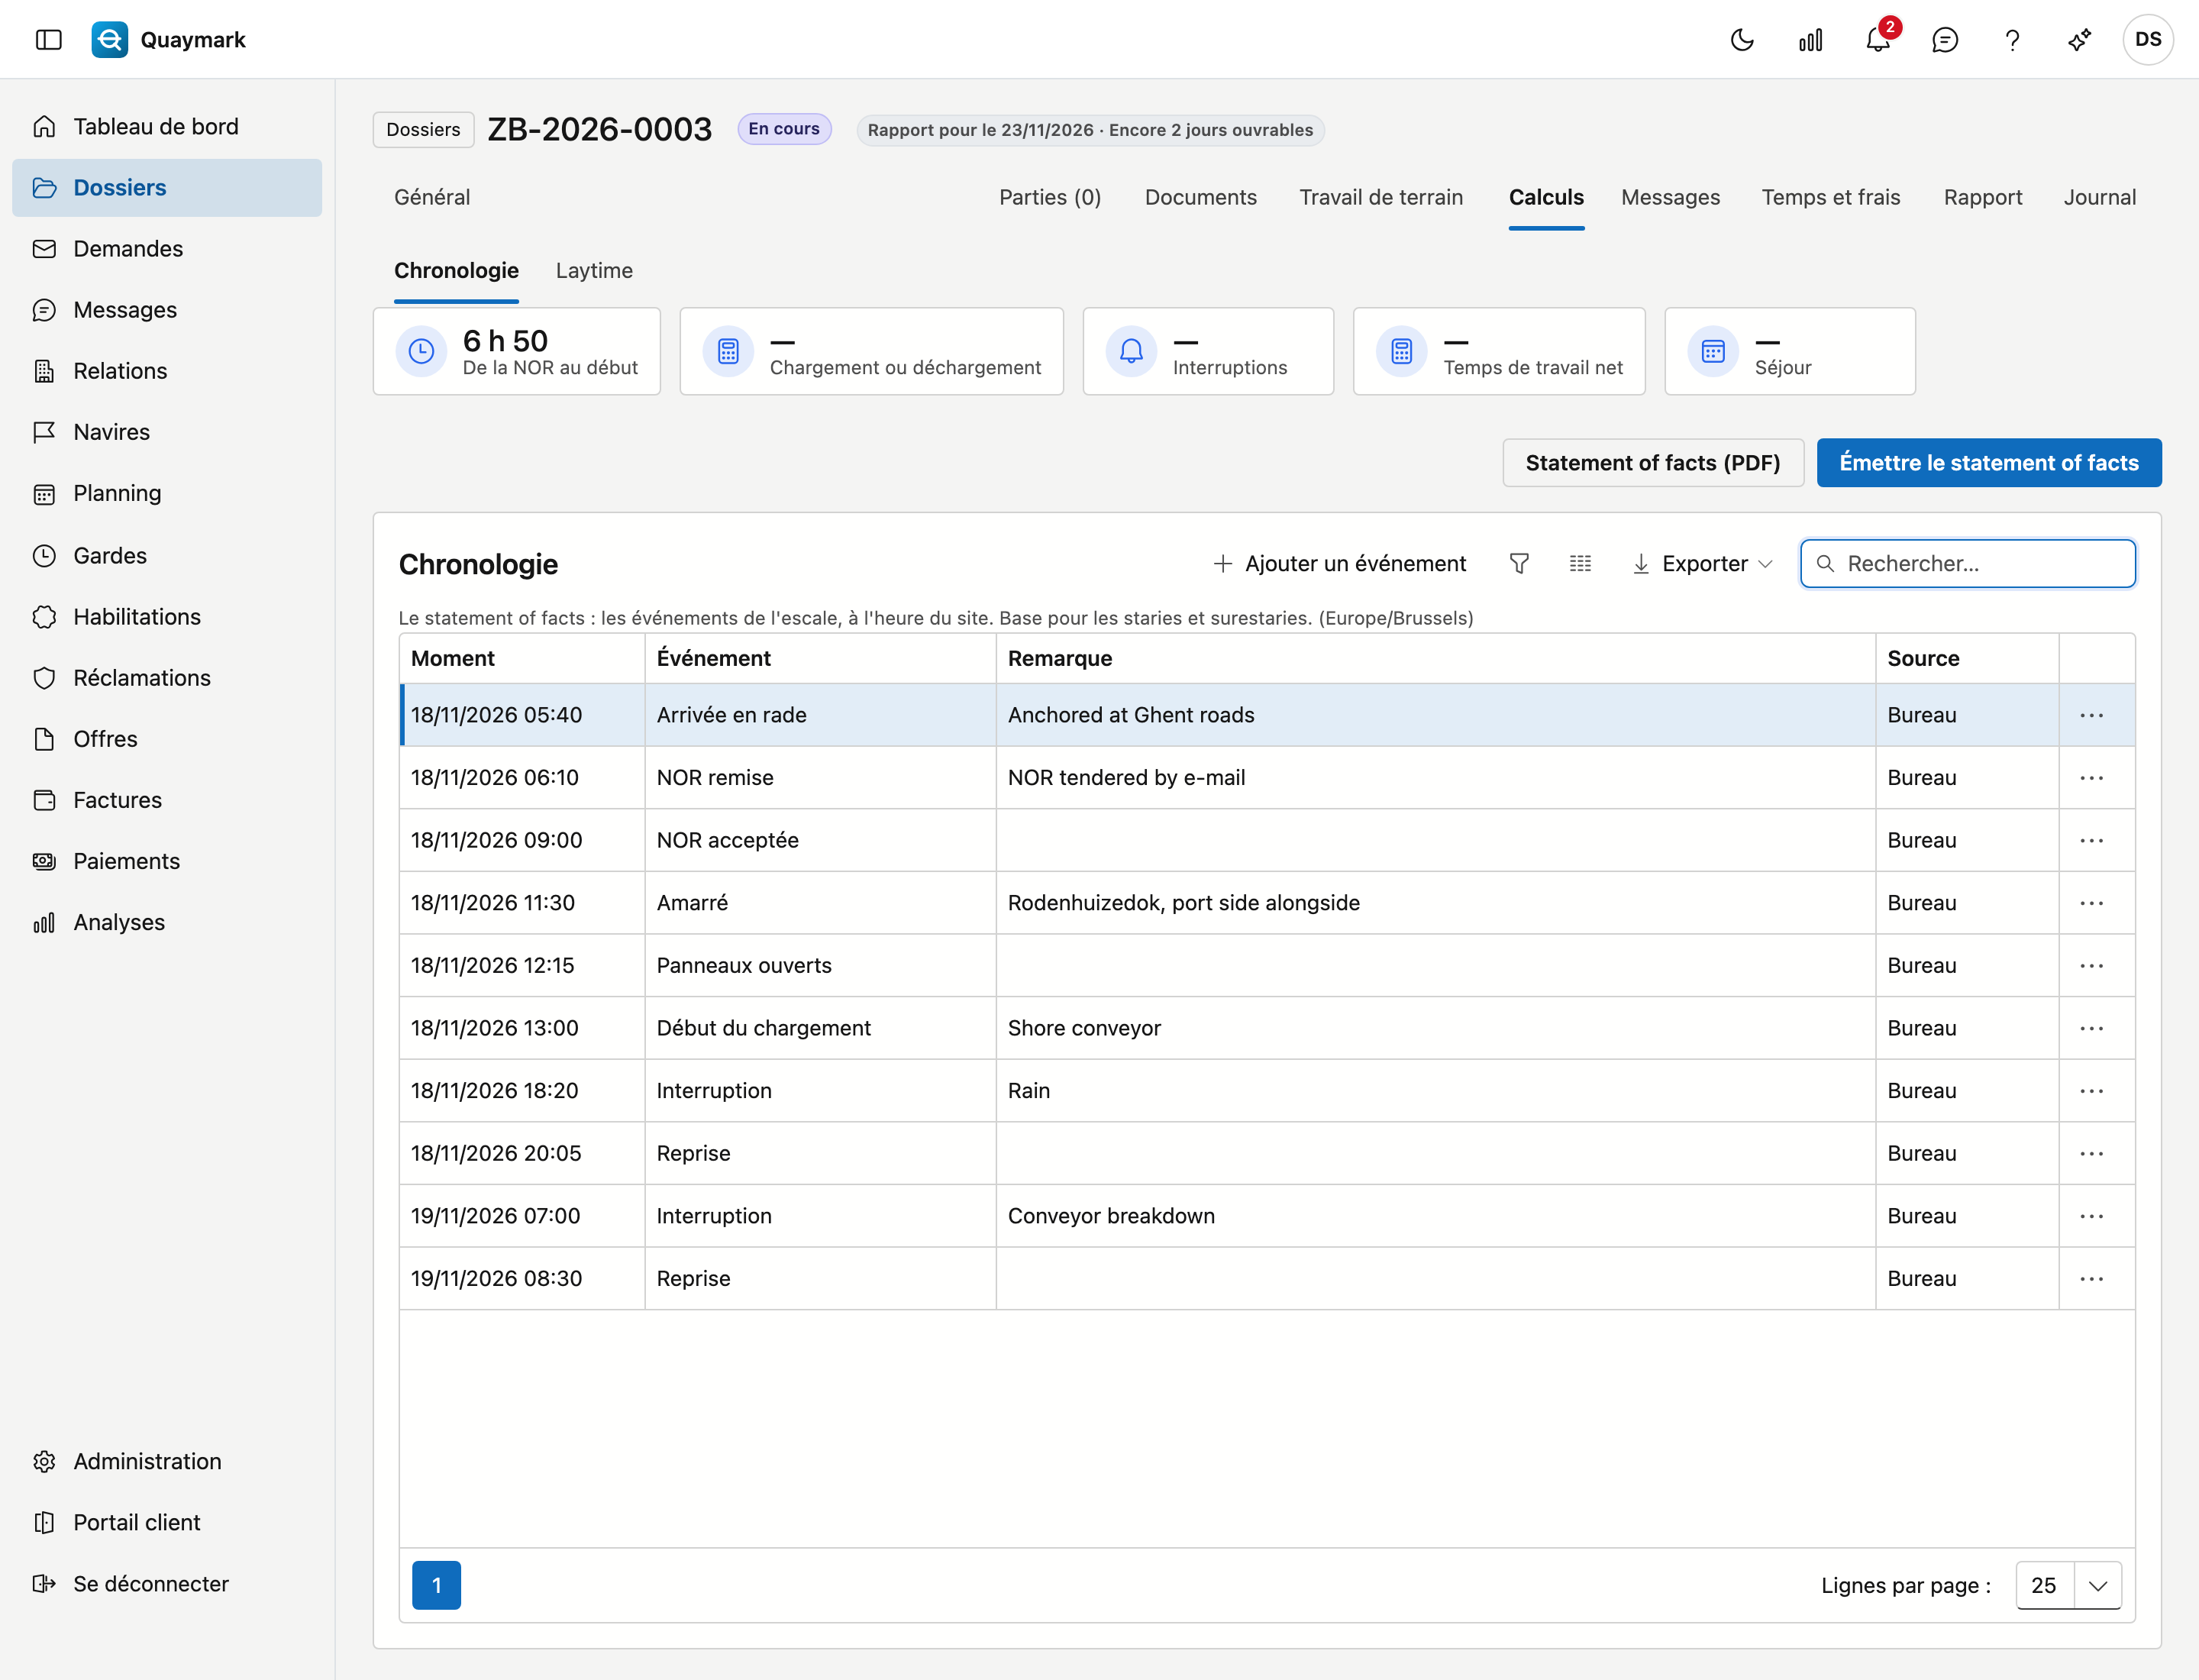 Quaymark
2
DS
Tableau de bord
Dossiers
Demandes
Messages
Relations
Navires
Planning
Gardes
Habilitations
Réclamations
Offres
Factures
Paiements
Analyses
Administration
Portail client
Se déconnecter
Dossiers ZB-2026-0003 En cours Rapport pour le 23/11/2026 · Encore 2 jours ouvrables
Général Parties (0) Documents Travail de terrain Calculs Messages Temps et frais Rapport Journal
Chronologie Laytime
6 h 50
De la NOR au début
—
Chargement ou déchargement
—
Interruptions
—
Temps de travail net
—
Séjour
Statement of facts (PDF) Émettre le statement of facts
Chronologie Ajouter un événement Exporter Rechercher...
Le statement of facts : les événements de l'escale, à l'heure du site. Base pour les staries et surestaries. (Europe/Brussels)
Moment Événement Remarque Source
18/11/2026 05:40 Arrivée en rade Anchored at Ghent roads Bureau ...
18/11/2026 06:10 NOR remise NOR tendered by e-mail Bureau ...
18/11/2026 09:00 NOR acceptée Bureau ...
18/11/2026 11:30 Amarré Rodenhuizedok, port side alongside Bureau ...
18/11/2026 12:15 Panneaux ouverts Bureau ...
18/11/2026 13:00 Début du chargement Shore conveyor Bureau ...
18/11/2026 18:20 Interruption Rain Bureau ...
18/11/2026 20:05 Reprise Bureau ...
19/11/2026 07:00 Interruption Conveyor breakdown Bureau ...
19/11/2026 08:30 Reprise Bureau ...
1 Lignes par page : 25